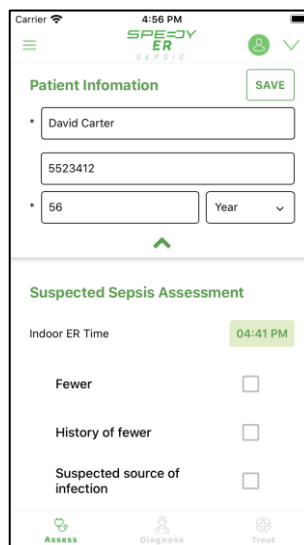 Carrier 4:56 PM
SPEEDY
ER
SEPSIS
Patient Infomation SAVE
* David Carter
5523412
* 56 Year
Suspected Sepsis Assessment
Indoor ER Time 04:41 PM
Fewer
History of fewer
Suspected source of
infection
Assess Diagnose Treat